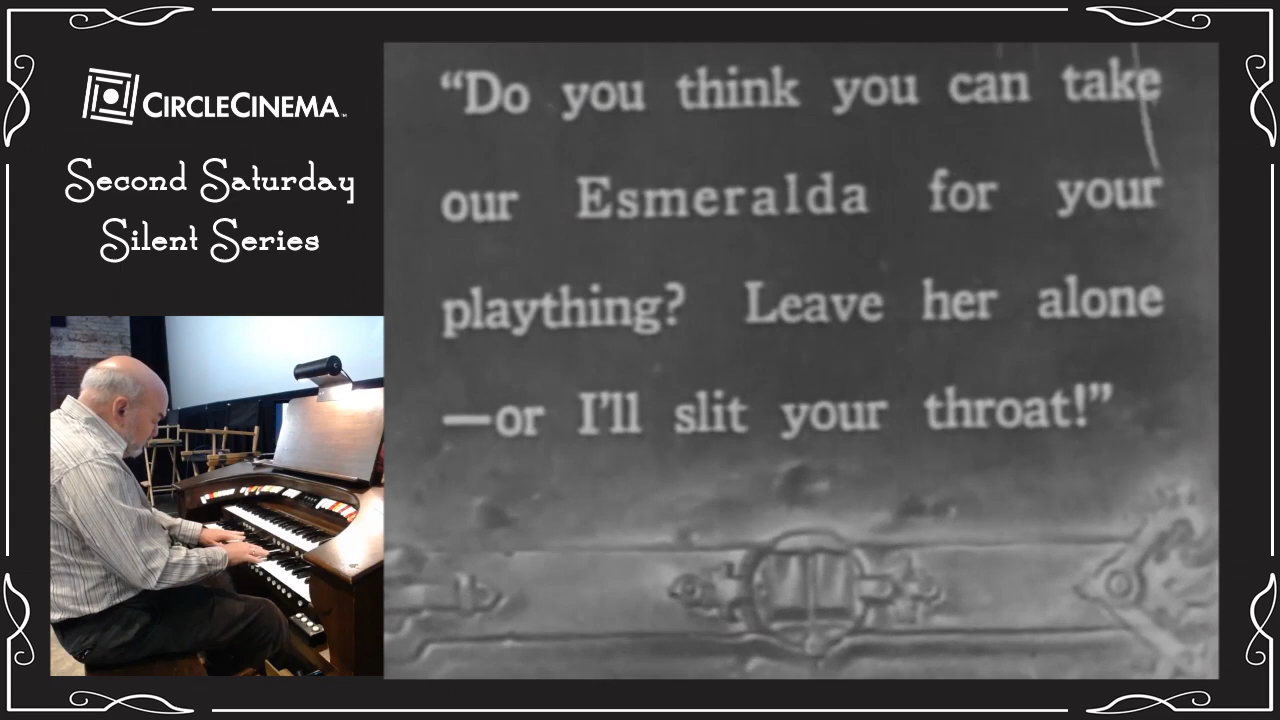 CIRCLECINEMA™
Second Saturday
Silent Series
“Do you think you can take
our Esmeralda for your
plaything? Leave her alone
—or I’ll slit your throat!”